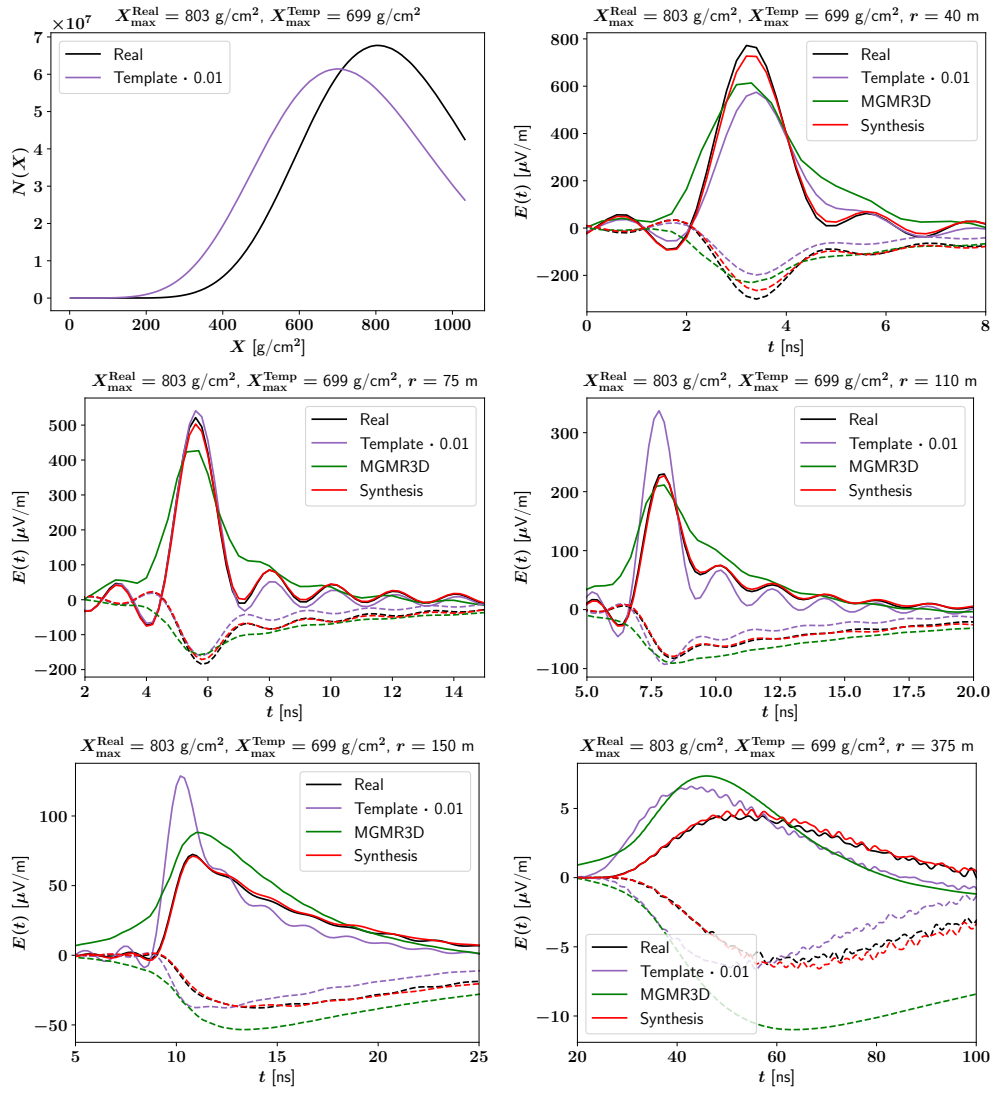 X_max^Real = 803 g/cm², X_max^Temp = 699 g/cm²
×10⁷
7
6
5
4
3
2
1
0
N(X)
Real
Template · 0.01
0 200 400 600 800 1000
X [g/cm²]
X_max^Real = 803 g/cm², X_max^Temp = 699 g/cm², r = 40 m
800
600
400
200
0
−200
E(t) [μV/m]
Real
Template · 0.01
MGMR3D
Synthesis
0 2 4 6 8
t [ns]
X_max^Real = 803 g/cm², X_max^Temp = 699 g/cm², r = 75 m
500
400
300
200
100
0
−100
−200
E(t) [μV/m]
Real
Template · 0.01
MGMR3D
Synthesis
2 4 6 8 10 12 14
t [ns]
X_max^Real = 803 g/cm², X_max^Temp = 699 g/cm², r = 110 m
300
200
100
0
−100
E(t) [μV/m]
Real
Template · 0.01
MGMR3D
Synthesis
5.0 7.5 10.0 12.5 15.0 17.5 20.0
t [ns]
X_max^Real = 803 g/cm², X_max^Temp = 699 g/cm², r = 150 m
100
50
0
−50
E(t) [μV/m]
Real
Template · 0.01
MGMR3D
Synthesis
5 10 15 20 25
t [ns]
X_max^Real = 803 g/cm², X_max^Temp = 699 g/cm², r = 375 m
5
0
−5
−10
E(t) [μV/m]
Real
Template · 0.01
MGMR3D
Synthesis
20 40 60 80 100
t [ns]